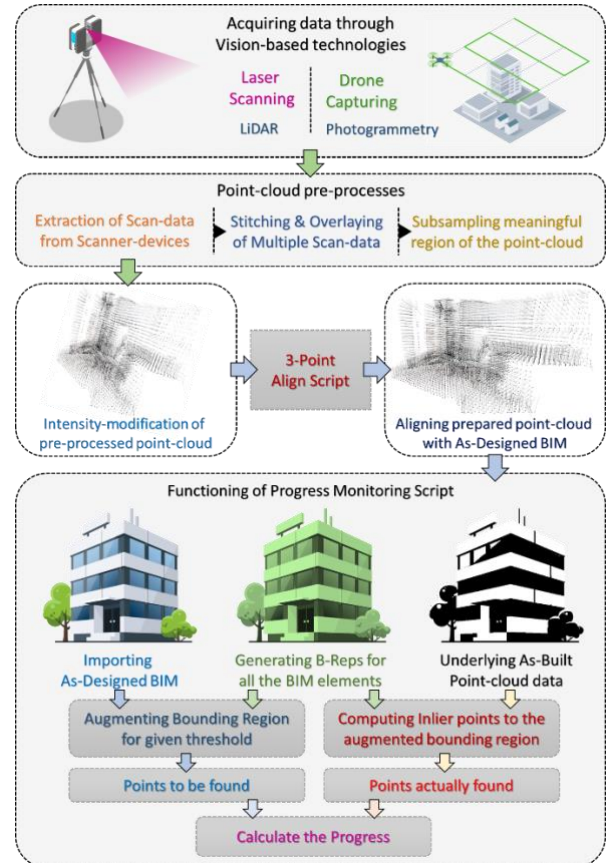 Acquiring data through
Vision-based technologies
Laser
Scanning
Drone
Capturing
LiDAR
Photogrammetry
Point-cloud pre-processes
Extraction of Scan-data
from Scanner-devices
Stitching & Overlaying
of Multiple Scan-data
Subsampling meaningful
region of the point-cloud
3-Point
Align Script
Intensity-modification of
pre-processed point-cloud
Aligning prepared point-cloud
with As-Designed BIM
Functioning of Progress Monitoring Script
Importing
As-Designed BIM
Generating B-Reps for
all the BIM elements
Underlying As-Built
Point-cloud data
Augmenting Bounding Region
for given threshold
Computing Inlier points to the
augmented bounding region
Points to be found
Points actually found
Calculate the Progress